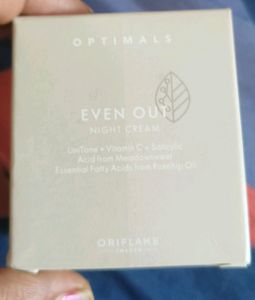 OPTIMALS
EVEN OUT
NIGHT CREAM
UniTone + Vitamin C + Salicylic
Acid from Meadowsweet
Essential Fatty Acids from Rosehip Oil
ORIFLAME
SWEDEN